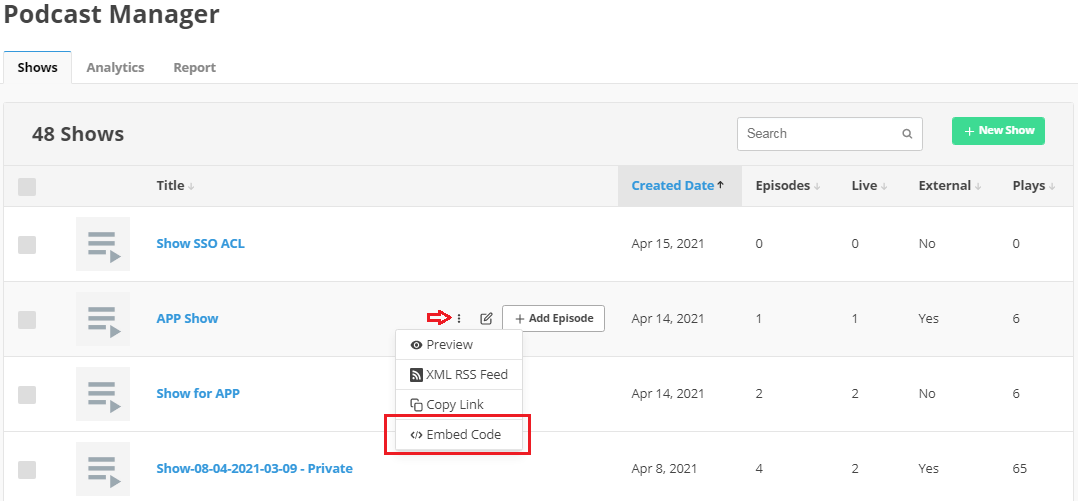 Podcast Manager
Shows Analytics Report
48 Shows Search + New Show
Title Created Date Episodes Live External Plays
Show SSO ACL Apr 15, 2021 0 0 No 0
APP Show + Add Episode Apr 14, 2021 1 1 Yes 6
Preview
XML RSS Feed
Show for APP Apr 14, 2021 2 2 No 6
Copy Link
Embed Code
Show-08-04-2021-03-09 - Private Apr 8, 2021 4 2 Yes 65